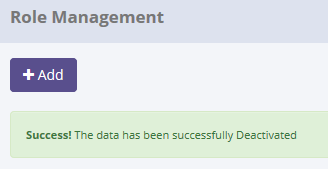 Role Management
+ Add
Success! The data has been successfully Deactivated